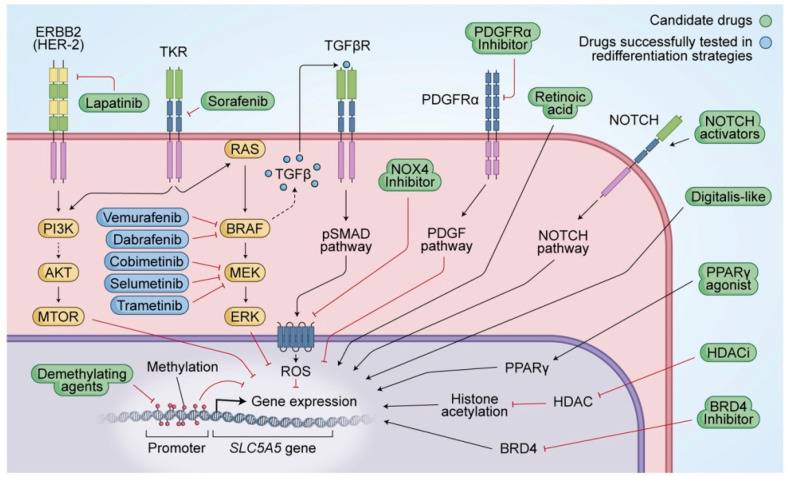 ERBB2
(HER-2)
TKR
TGFβR
PDGFRα
Inhibitor
Candidate drugs
Drugs successfully tested in
redifferentiation strategies
Lapatinib
Sorafenib
PDGFRα
Retinoic
acid
NOTCH
NOTCH
activators
RAS
TGFβ
NOX4
Inhibitor
Digitalis-like
Vemurafenib
PI3K
BRAF
pSMAD
pathway
PDGF
pathway
NOTCH
pathway
Dabrafenib
Cobimetinib
AKT
MEK
PPARγ
agonist
Selumetinib
Trametinib
MTOR
ERK
HDACi
Demethylating
agents
Methylation
ROS
PPARγ
Gene expression
Histone
acetylation
HDAC
BRD4
Inhibitor
Promoter
SLC5A5 gene
BRD4